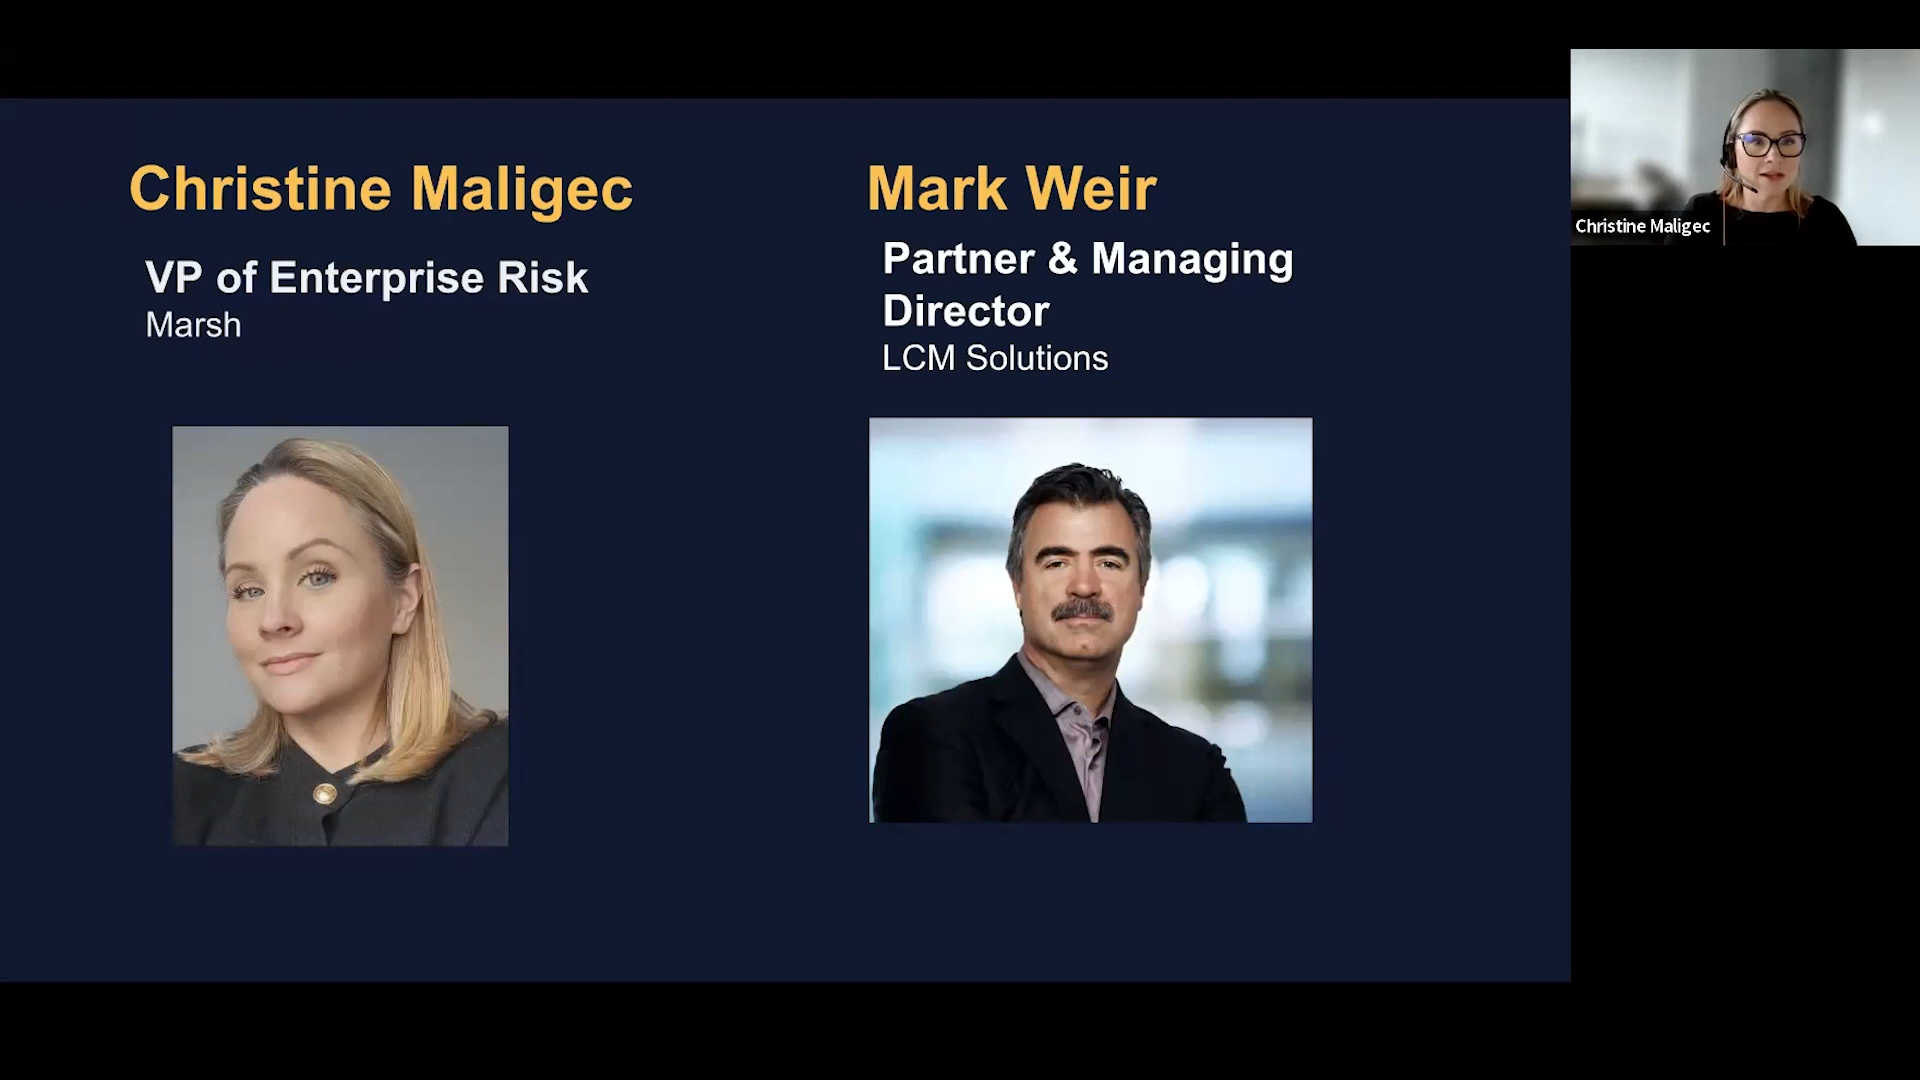 Christine Maligec
VP of Enterprise Risk
Marsh
Mark Weir
Partner & Managing
Director
LCM Solutions
Christine Maligec